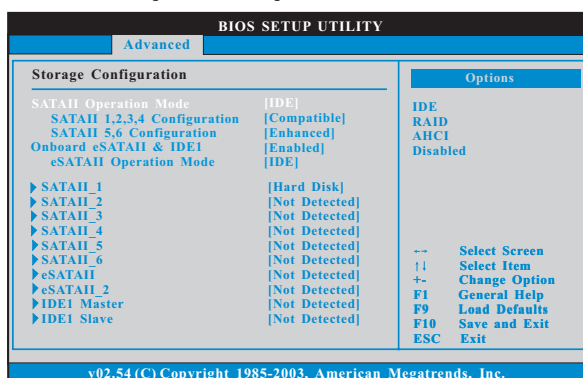 BIOS SETUP UTILITY
Advanced
Storage Configuration
SATAII Operation Mode [IDE]
SATAII 1,2,3,4 Configuration [Compatible]
SATAII 5,6 Configuration [Enhanced]
Onboard eSATAII & IDE1 [Enabled]
eSATAII Operation Mode [IDE]
SATAII_1 [Hard Disk]
SATAII_2 [Not Detected]
SATAII_3 [Not Detected]
SATAII_4 [Not Detected]
SATAII_5 [Not Detected]
SATAII_6 [Not Detected]
eSATAII [Not Detected]
eSATAII_2 [Not Detected]
IDE1 Master [Not Detected]
IDE1 Slave [Not Detected]
Options
IDE
RAID
AHCI
Disabled
↔ Select Screen
↑↓ Select Item
+- Change Option
F1 General Help
F9 Load Defaults
F10 Save and Exit
ESC Exit
v02.54 (C) Copyright 1985-2003, American Megatrends, Inc.